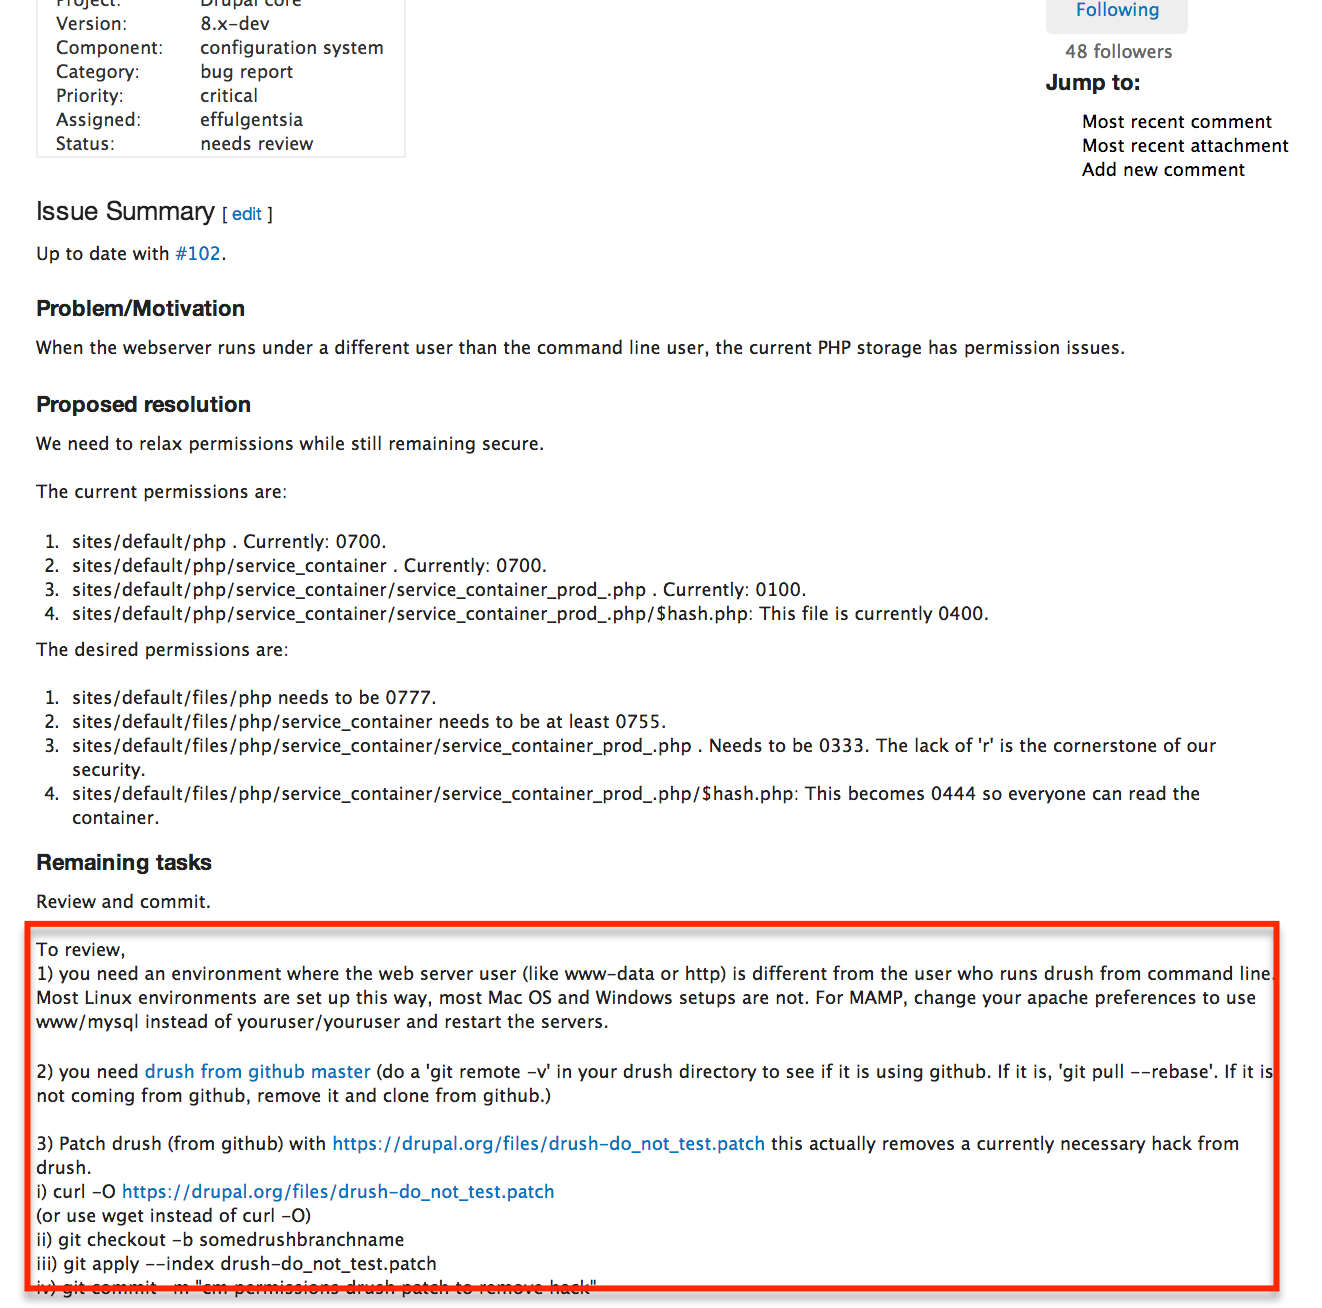 Project: Drupal core
Version: 8.x-dev
Component: configuration system
Category: bug report
Priority: critical
Assigned: effulgentsia
Status: needs review
Following
48 followers
Jump to:
Most recent comment
Most recent attachment
Add new comment
Issue Summary [ edit ]
Up to date with #102.
Problem/Motivation
When the webserver runs under a different user than the command line user, the current PHP storage has permission issues.
Proposed resolution
We need to relax permissions while still remaining secure.
The current permissions are:
1. sites/default/php . Currently: 0700.
2. sites/default/php/service_container . Currently: 0700.
3. sites/default/php/service_container/service_container_prod_.php . Currently: 0100.
4. sites/default/php/service_container/service_container_prod_.php/$hash.php: This file is currently 0400.
The desired permissions are:
1. sites/default/files/php needs to be 0777.
2. sites/default/files/php/service_container needs to be at least 0755.
3. sites/default/files/php/service_container/service_container_prod_.php . Needs to be 0333. The lack of 'r' is the cornerstone of our
security.
4. sites/default/files/php/service_container/service_container_prod_.php/$hash.php: This becomes 0444 so everyone can read the
container.
Remaining tasks
Review and commit.
To review,
1) you need an environment where the web server user (like www-data or http) is different from the user who runs drush from command line.
Most Linux environments are set up this way, most Mac OS and Windows setups are not. For MAMP, change your apache preferences to use
www/mysql instead of youruser/youruser and restart the servers.
2) you need drush from github master (do a 'git remote -v' in your drush directory to see if it is using github. If it is, 'git pull --rebase'. If it is
not coming from github, remove it and clone from github.)
3) Patch drush (from github) with https://drupal.org/files/drush-do_not_test.patch this actually removes a currently necessary hack from
drush.
i) curl -O https://drupal.org/files/drush-do_not_test.patch
(or use wget instead of curl -O)
ii) git checkout -b somedrushbranchname
iii) git apply --index drush-do_not_test.patch
iv) git commit -m "cm permissions drush patch to remove hack"